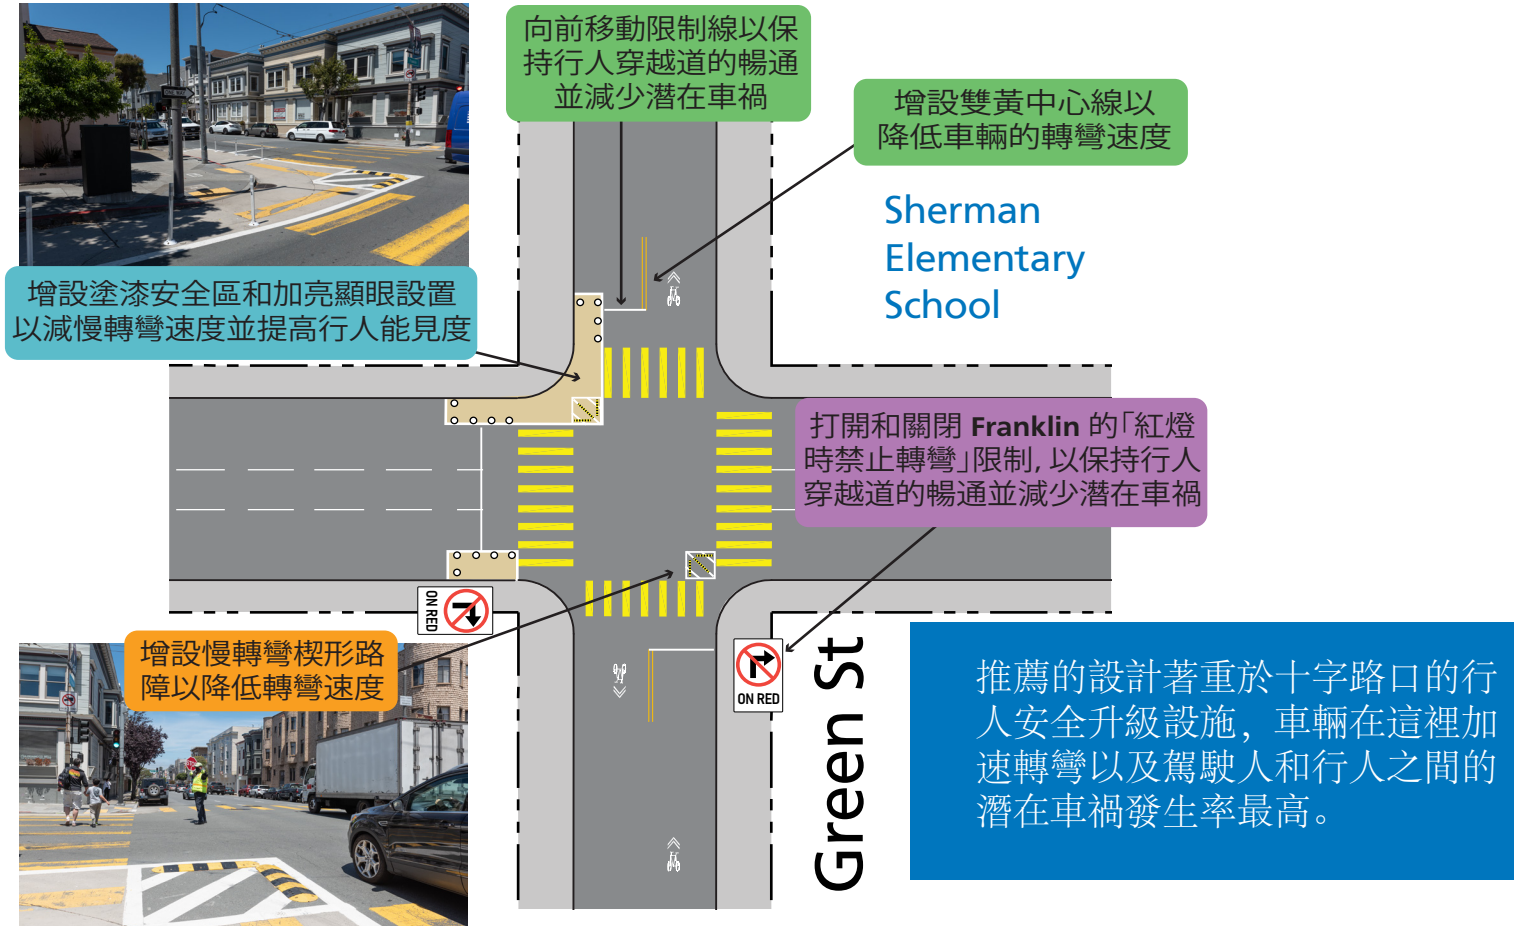 向前移動限制線以保
持行人穿越道的暢通
並減少潛在車禍
增設雙黃中心線以
降低車輛的轉彎速度
Sherman
Elementary
School
增設塗漆安全區和加亮顯眼設置
以減慢轉彎速度並提高行人能見度
打開和關閉 Franklin 的「紅燈
時禁止轉彎」限制, 以保持行人
穿越道的暢通並減少潛在車禍
ON RED
增設慢轉彎楔形路
障以降低轉彎速度
ON RED
Green St
推薦的設計著重於十字路口的行
人安全升級設施，車輛在這裡加
速轉彎以及駕駛人和行人之間的
潛在車禍發生率最高。